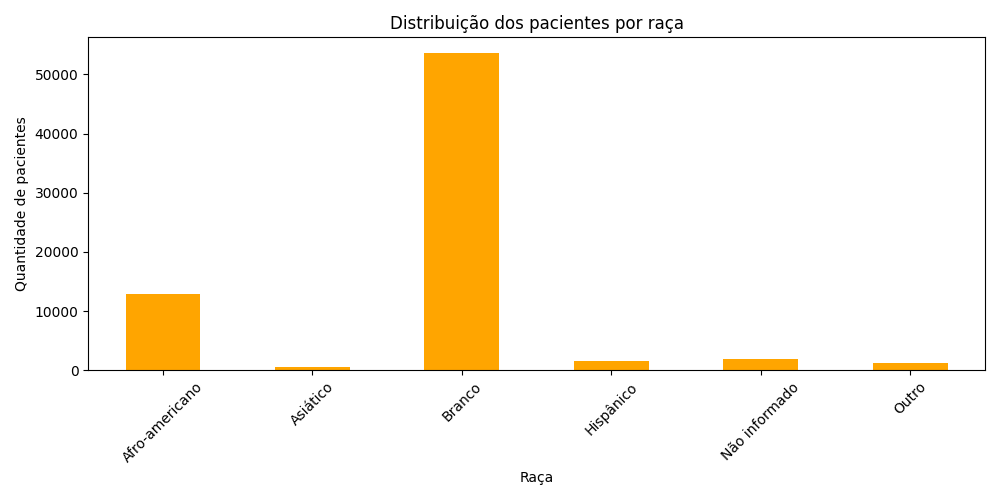 Distribuição dos pacientes por raça
Quantidade de pacientes
50000
40000
30000
20000
10000
0
Afro-americano
Asiático
Branco
Hispânico
Não informado
Outro
Raça